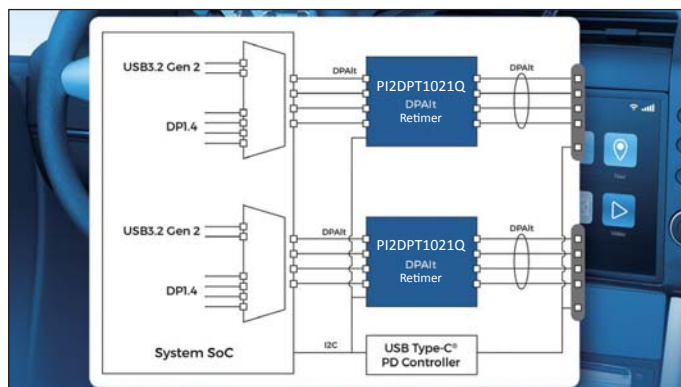 USB3.2 Gen 2
DP1.4
DPAlt
PI2DPT1021Q
DPAlt
Retimer
DPAlt
USB3.2 Gen 2
DP1.4
DPAlt
PI2DPT1021Q
DPAlt
Retimer
DPAlt
System SoC
I2C
USB Type-C®
PD Controller
Video